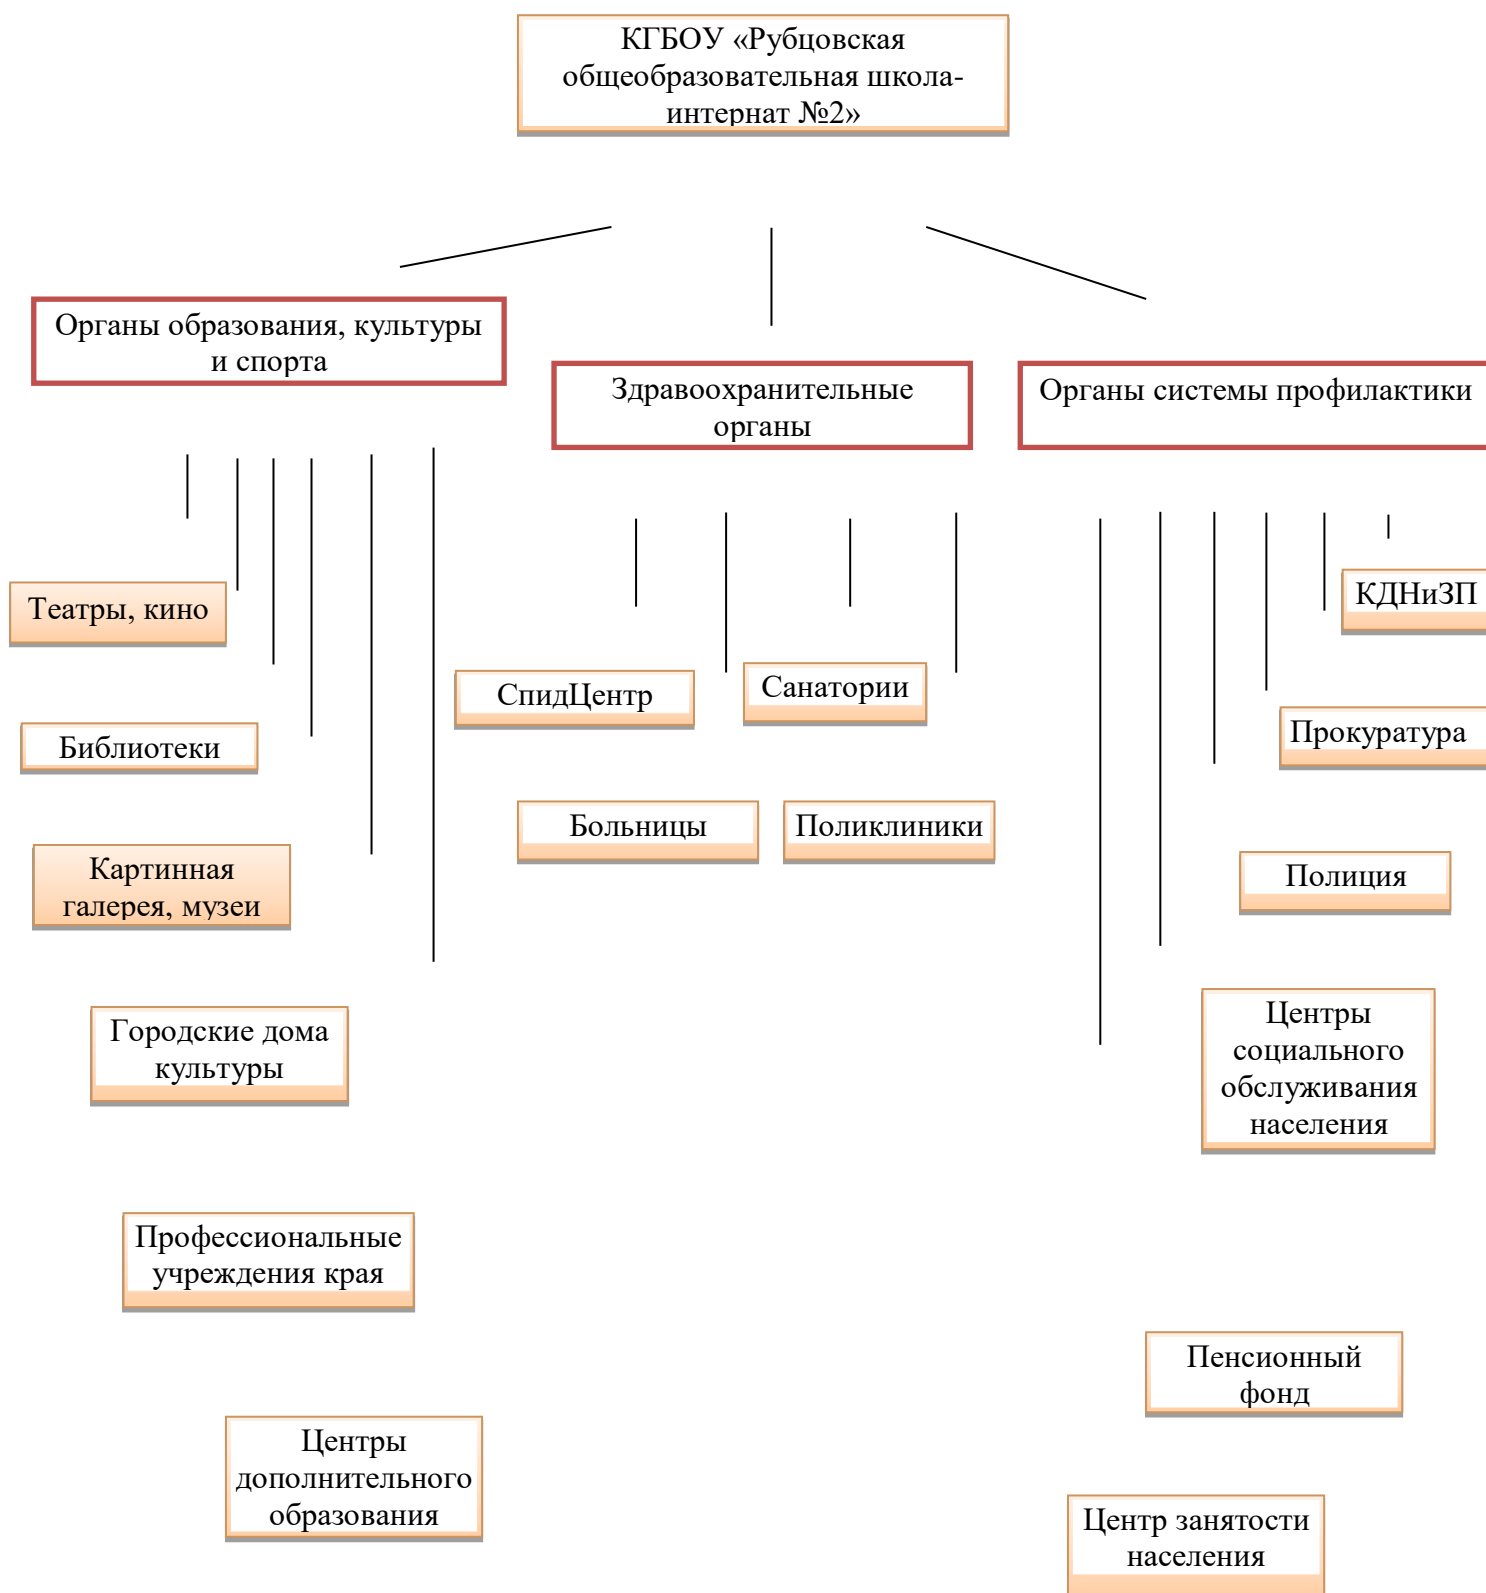 КГБОУ «Рубцовская
общеобразовательная школа-
интернат №2»
Органы образования, культуры
и спорта
Здравоохранительные
органы
Органы системы профилактики
Театры, кино
Библиотеки
Картинная
галерея, музеи
Городские дома
культуры
Профессиональные
учреждения края
Центры
дополнительного
образования
СпидЦентр
Санатории
Больницы
Поликлиники
КДНиЗП
Прокуратура
Полиция
Центры
социального
обслуживания
населения
Пенсионный
фонд
Центр занятости
населения